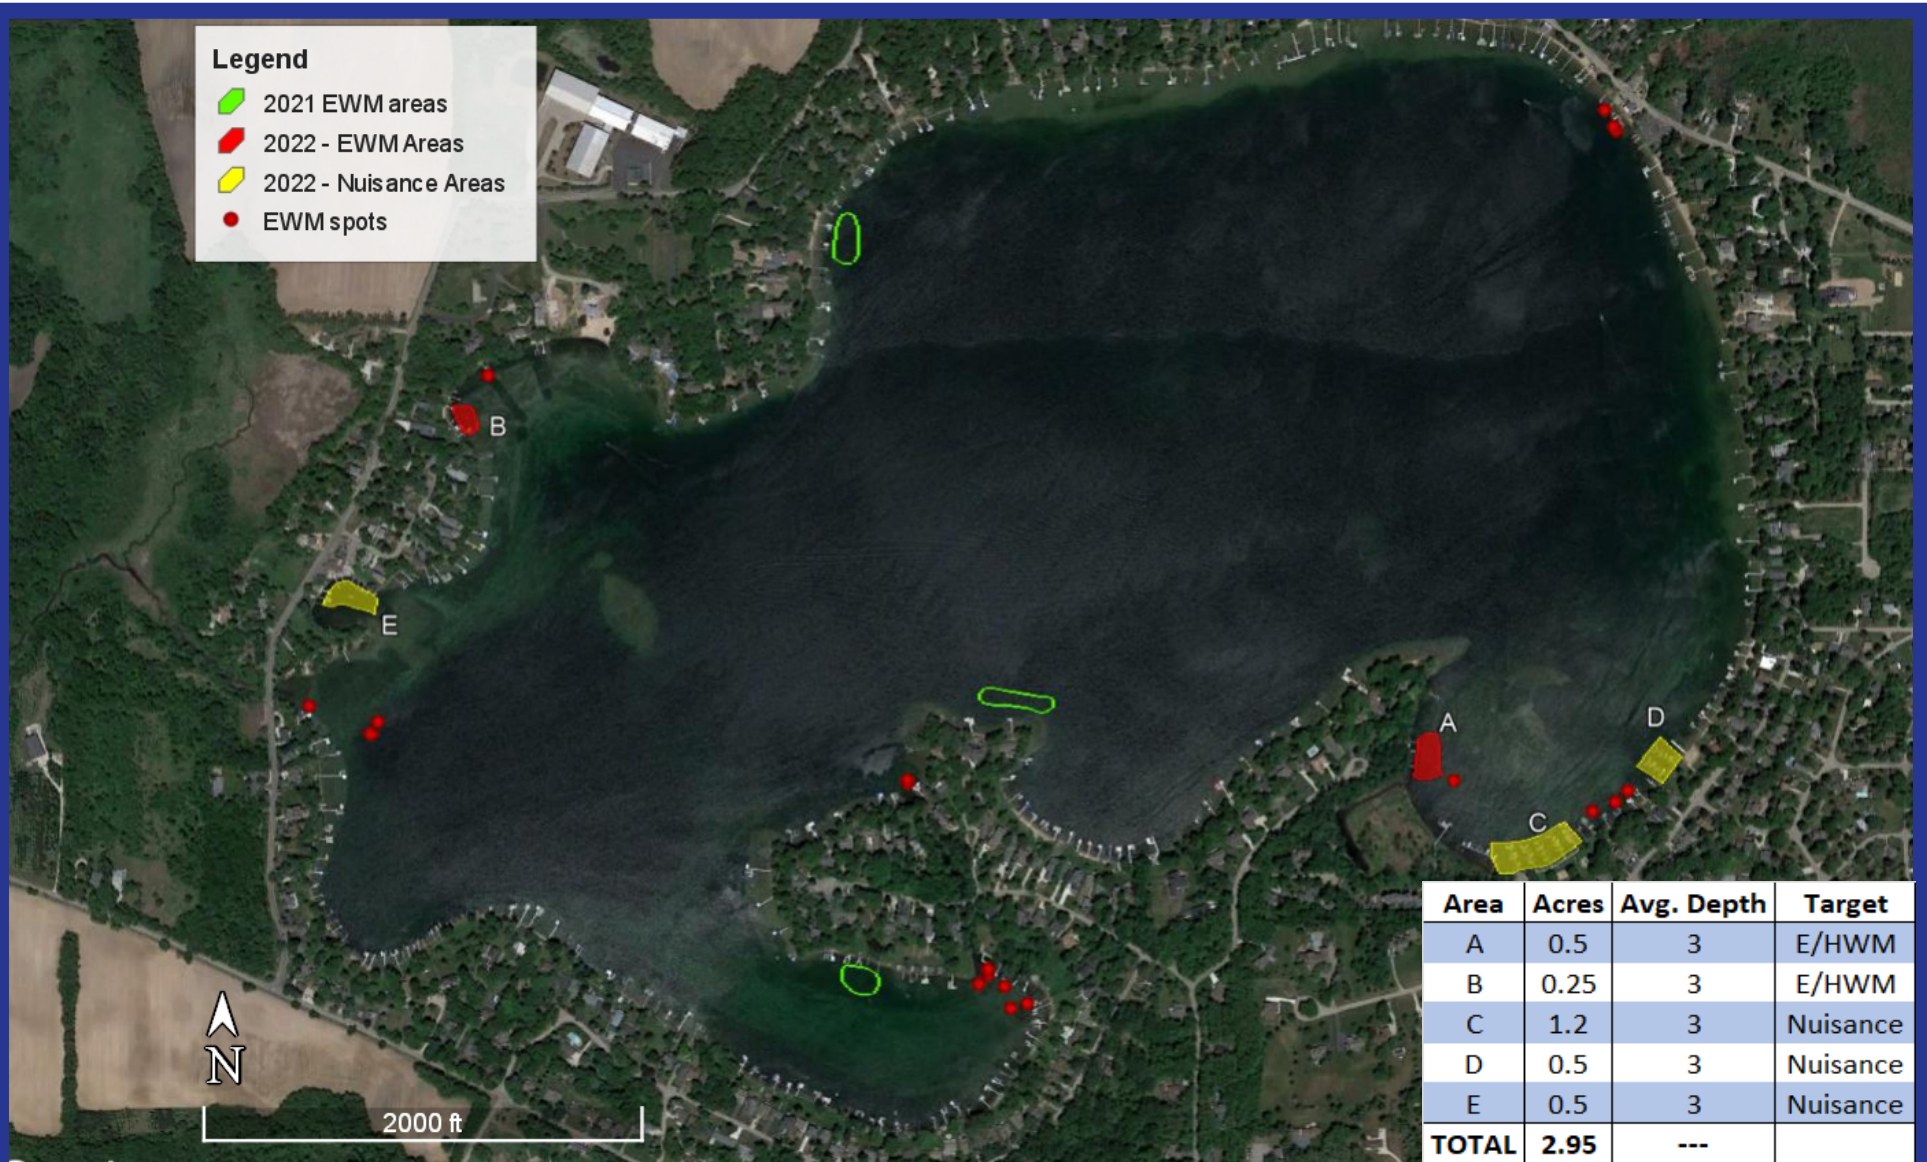 Legend
2021 EWM areas
2022 - EWM Areas
2022 - Nuisance Areas
EWM spots
B
E
A
D
C
N
2000 ft
Area Acres Avg. Depth Target
A 0.5 3 E/HWM
B 0.25 3 E/HWM
C 1.2 3 Nuisance
D 0.5 3 Nuisance
E 0.5 3 Nuisance
TOTAL 2.95 ---